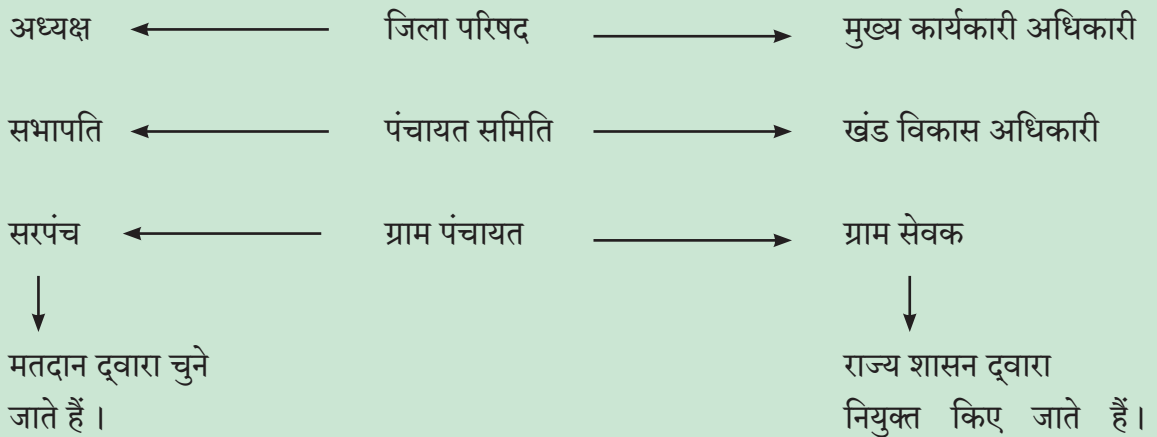 अध्यक्ष जिला परिषद मुख्य कार्यकारी अधिकारी
सभापति पंचायत समिति खंड विकास अधिकारी
सरपंच ग्राम पंचायत ग्राम सेवक
मतदान द्‌वारा चुने राज्य शासन द्‌वारा
जाते हैं । नियुक्त किए जाते हैं।